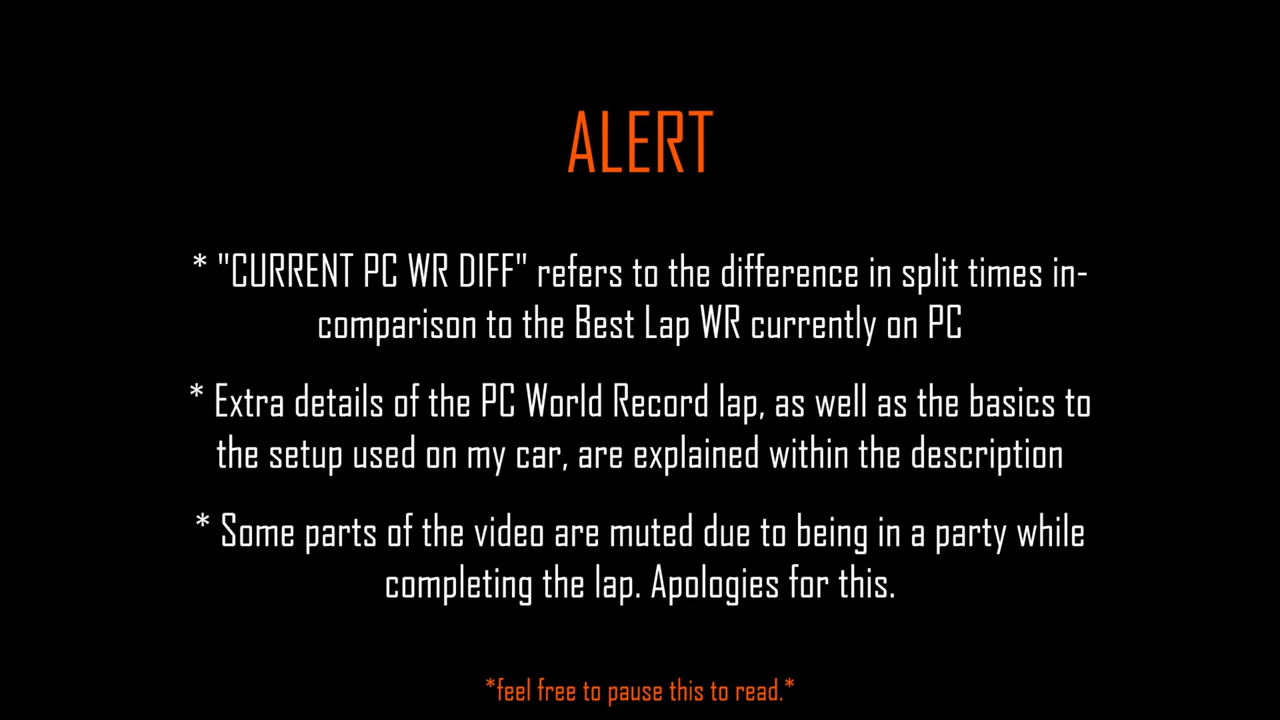 ALERT
* "CURRENT PC WR DIFF" refers to the difference in split times in-
comparison to the Best Lap WR currently on PC
* Extra details of the PC World Record lap, as well as the basics to
the setup used on my car, are explained within the description
* Some parts of the video are muted due to being in a party while
completing the lap. Apologies for this.
*feel free to pause this to read.*